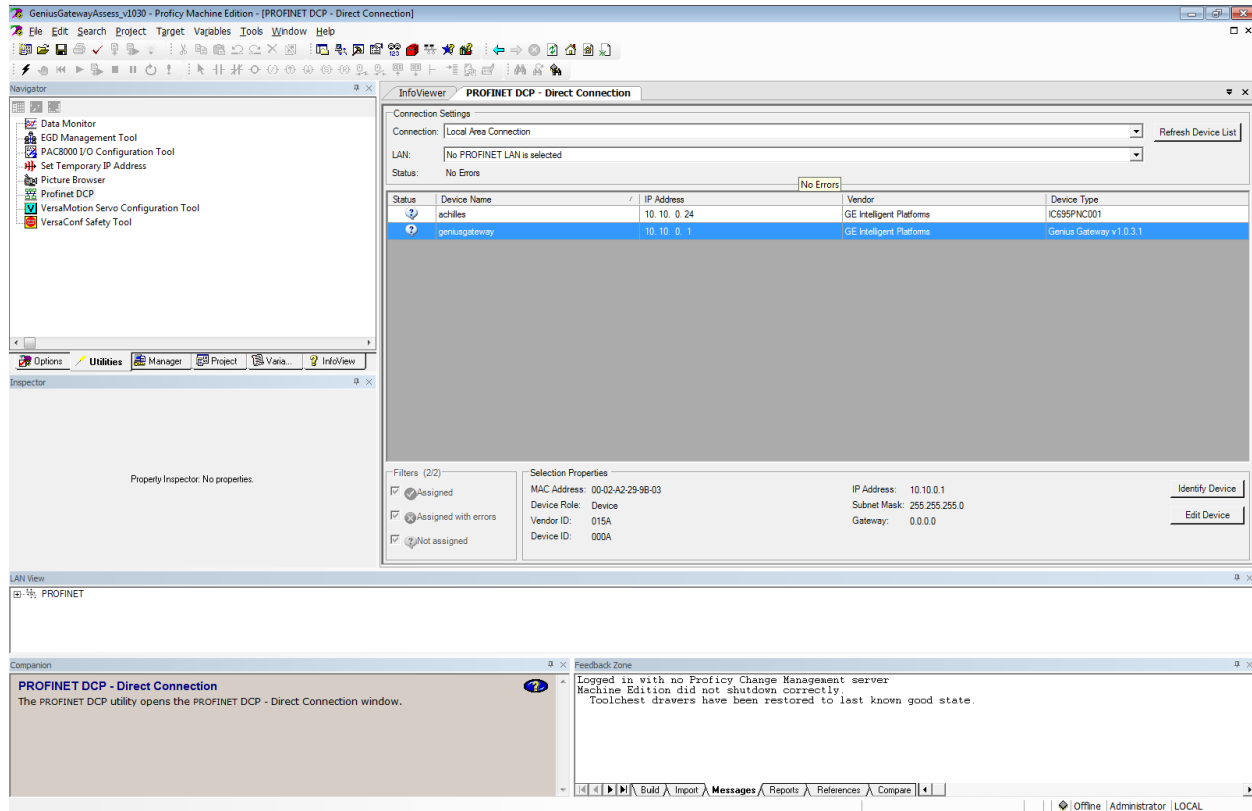 GeniusGatewayAssess_v1030 - Proficy Machine Edition - [PROFINET DCP - Direct Connection]
File Edit Search Project Target Variables Tools Window Help
Navigator
Data Monitor
EGD Management Tool
PAC8000 I/O Configuration Tool
Set Temporary IP Address
Picture Browser
Profinet DCP
VersaMotion Servo Configuration Tool
VersaConf Safety Tool
Options Utilities Manager Project Varia... InfoView
Inspector
Property Inspector: No properties.
InfoViewer PROFINET DCP - Direct Connection
Connection Settings
Connection: Local Area Connection Refresh Device List
LAN: No PROFINET LAN is selected
Status: No Errors
No Errors
Status Device Name / IP Address Vendor Device Type
achilles 10. 10. 0. 24 GE Intelligent Platforms IC695PNC001
geniusgateway 10. 10. 0. 1 GE Intelligent Platforms Genius Gateway v1.0.3.1
Filters (2/2)
Assigned
Assigned with errors
Not assigned
Selection Properties
MAC Address: 00-02-A2-29-9B-03 IP Address: 10.10.0.1 Identify Device
Device Role: Device Subnet Mask: 255.255.255.0
Vendor ID: 015A Gateway: 0.0.0.0 Edit Device
Device ID: 000A
LAN View
PROFINET
Companion
PROFINET DCP - Direct Connection
The PROFINET DCP utility opens the PROFINET DCP - Direct Connection window.
Feedback Zone
Logged in with no Proficy Change Management server
Machine Edition did not shutdown correctly.
Toolchest drawers have been restored to last known good state.
Build Import Messages Reports References Compare
Offline Administrator LOCAL